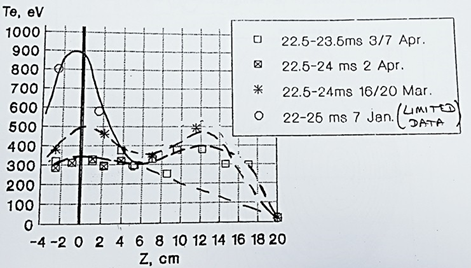 Te, eV
1000
900
800
700
600
500
400
300
200
100
0
-4 -2 0 2 4 6 8 10 12 14 16 18 20
Z, cm
22.5-23.5ms 3/7 Apr.
22.5-24 ms 2 Apr.
22.5-24ms 16/20 Mar.
22-25 ms 7 Jan. (LIMITED DATA)